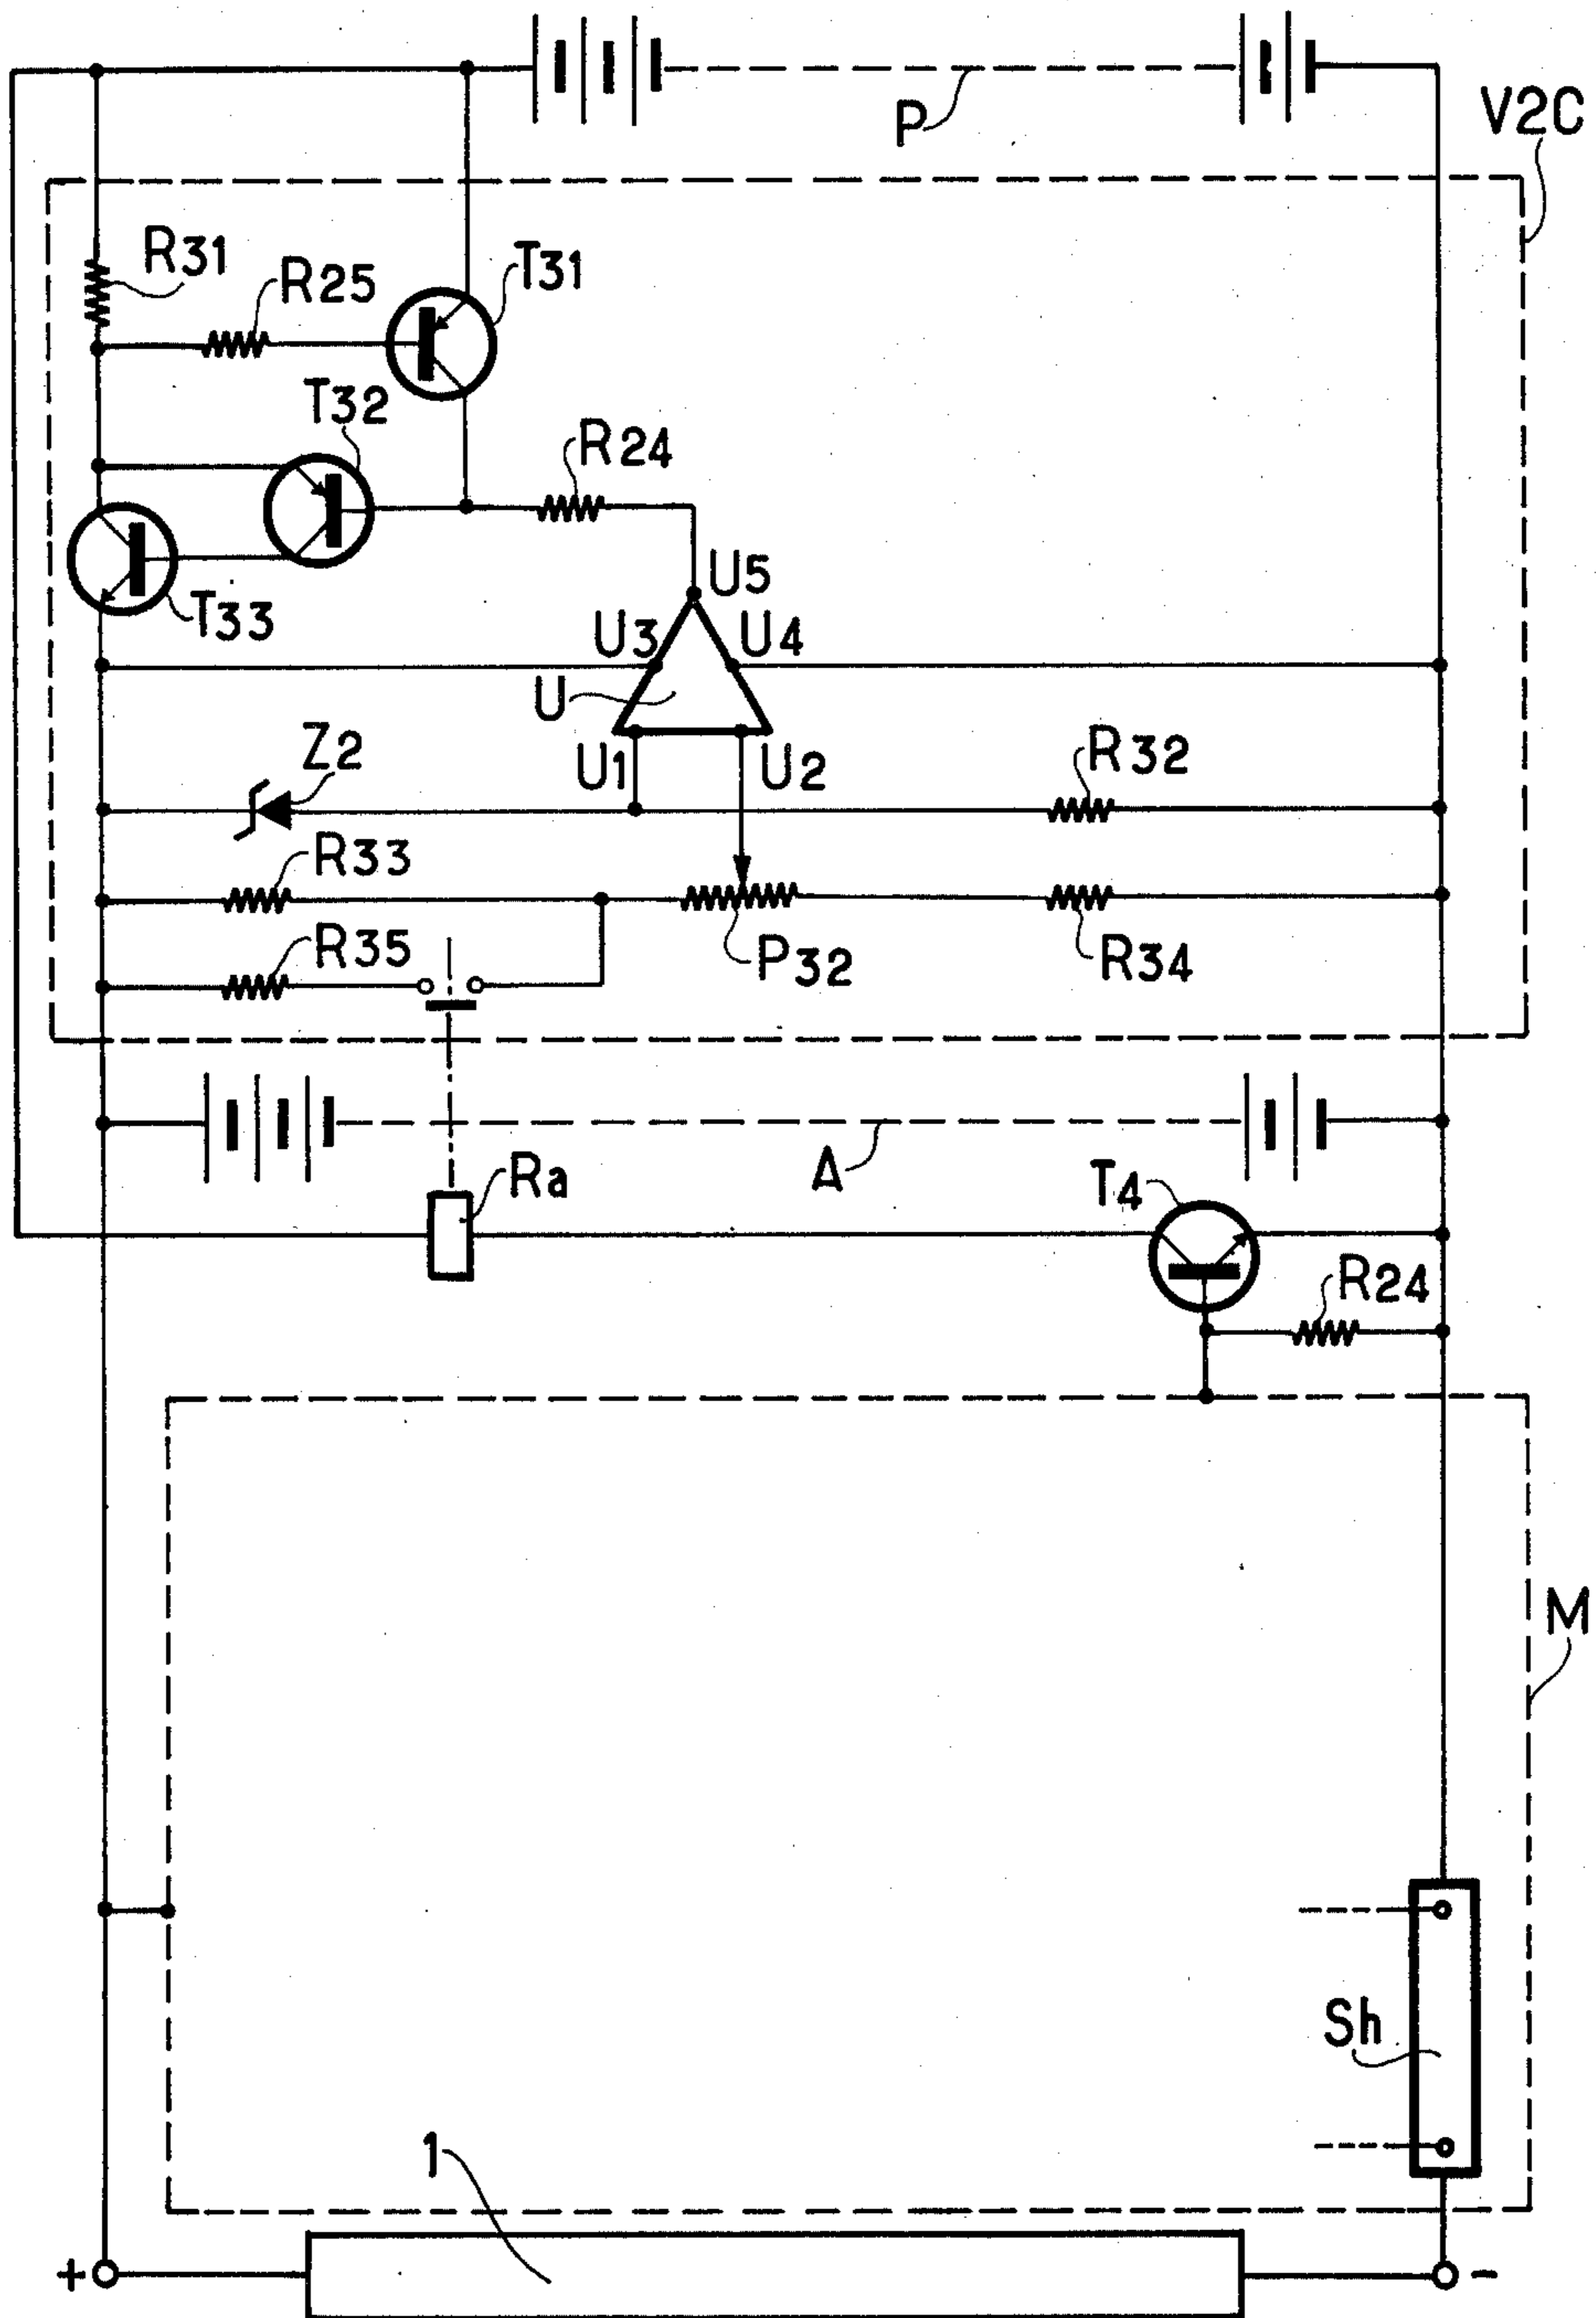 P
V2C
R31
R25
T31
T32
R24
T33
U5
U3
U4
U
U1
U2
Z2
R32
R33
R35
P32
R34
A
Ra
T4
R24
M
Sh
1
+
-